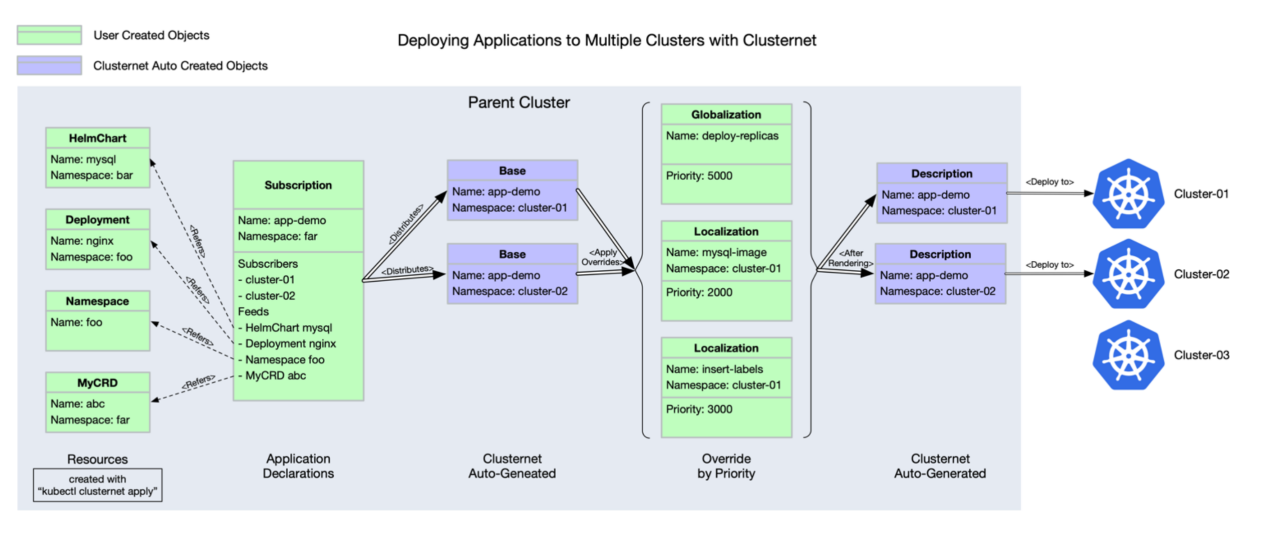 User Created Objects
Clusternet Auto Created Objects
Deploying Applications to Multiple Clusters with Clusternet
Parent Cluster
HelmChart
Name: mysql
Namespace: bar
Deployment
Name: nginx
Namespace: foo
Namespace
Name: foo
MyCRD
Name: abc
Namespace: far
Resources
created with
“kubectl clusternet apply”
<Refers>
<Refers>
<Refers>
<Refers>
Subscription
Name: app-demo
Namespace: far
Subscribers
- cluster-01
- cluster-02
Feeds
- HelmChart mysql
- Deployment nginx
- Namespace foo
- MyCRD abc
Application
Declarations
<Distributes>
<Distributes>
Base
Name: app-demo
Namespace: cluster-01
Base
Name: app-demo
Namespace: cluster-02
Clusternet
Auto-Geneated
<Apply
Overrides>
Globalization
Name: deploy-replicas
Priority: 5000
Localization
Name: mysql-image
Namespace: cluster-01
Priority: 2000
Localization
Name: insert-labels
Namespace: cluster-01
Priority: 3000
Override
by Priority
<After
Rendering>
Description
Name: app-demo
Namespace: cluster-01
Description
Name: app-demo
Namespace: cluster-02
Clusternet
Auto-Generated
<Deploy to>
<Deploy to>
Cluster-01
Cluster-02
Cluster-03